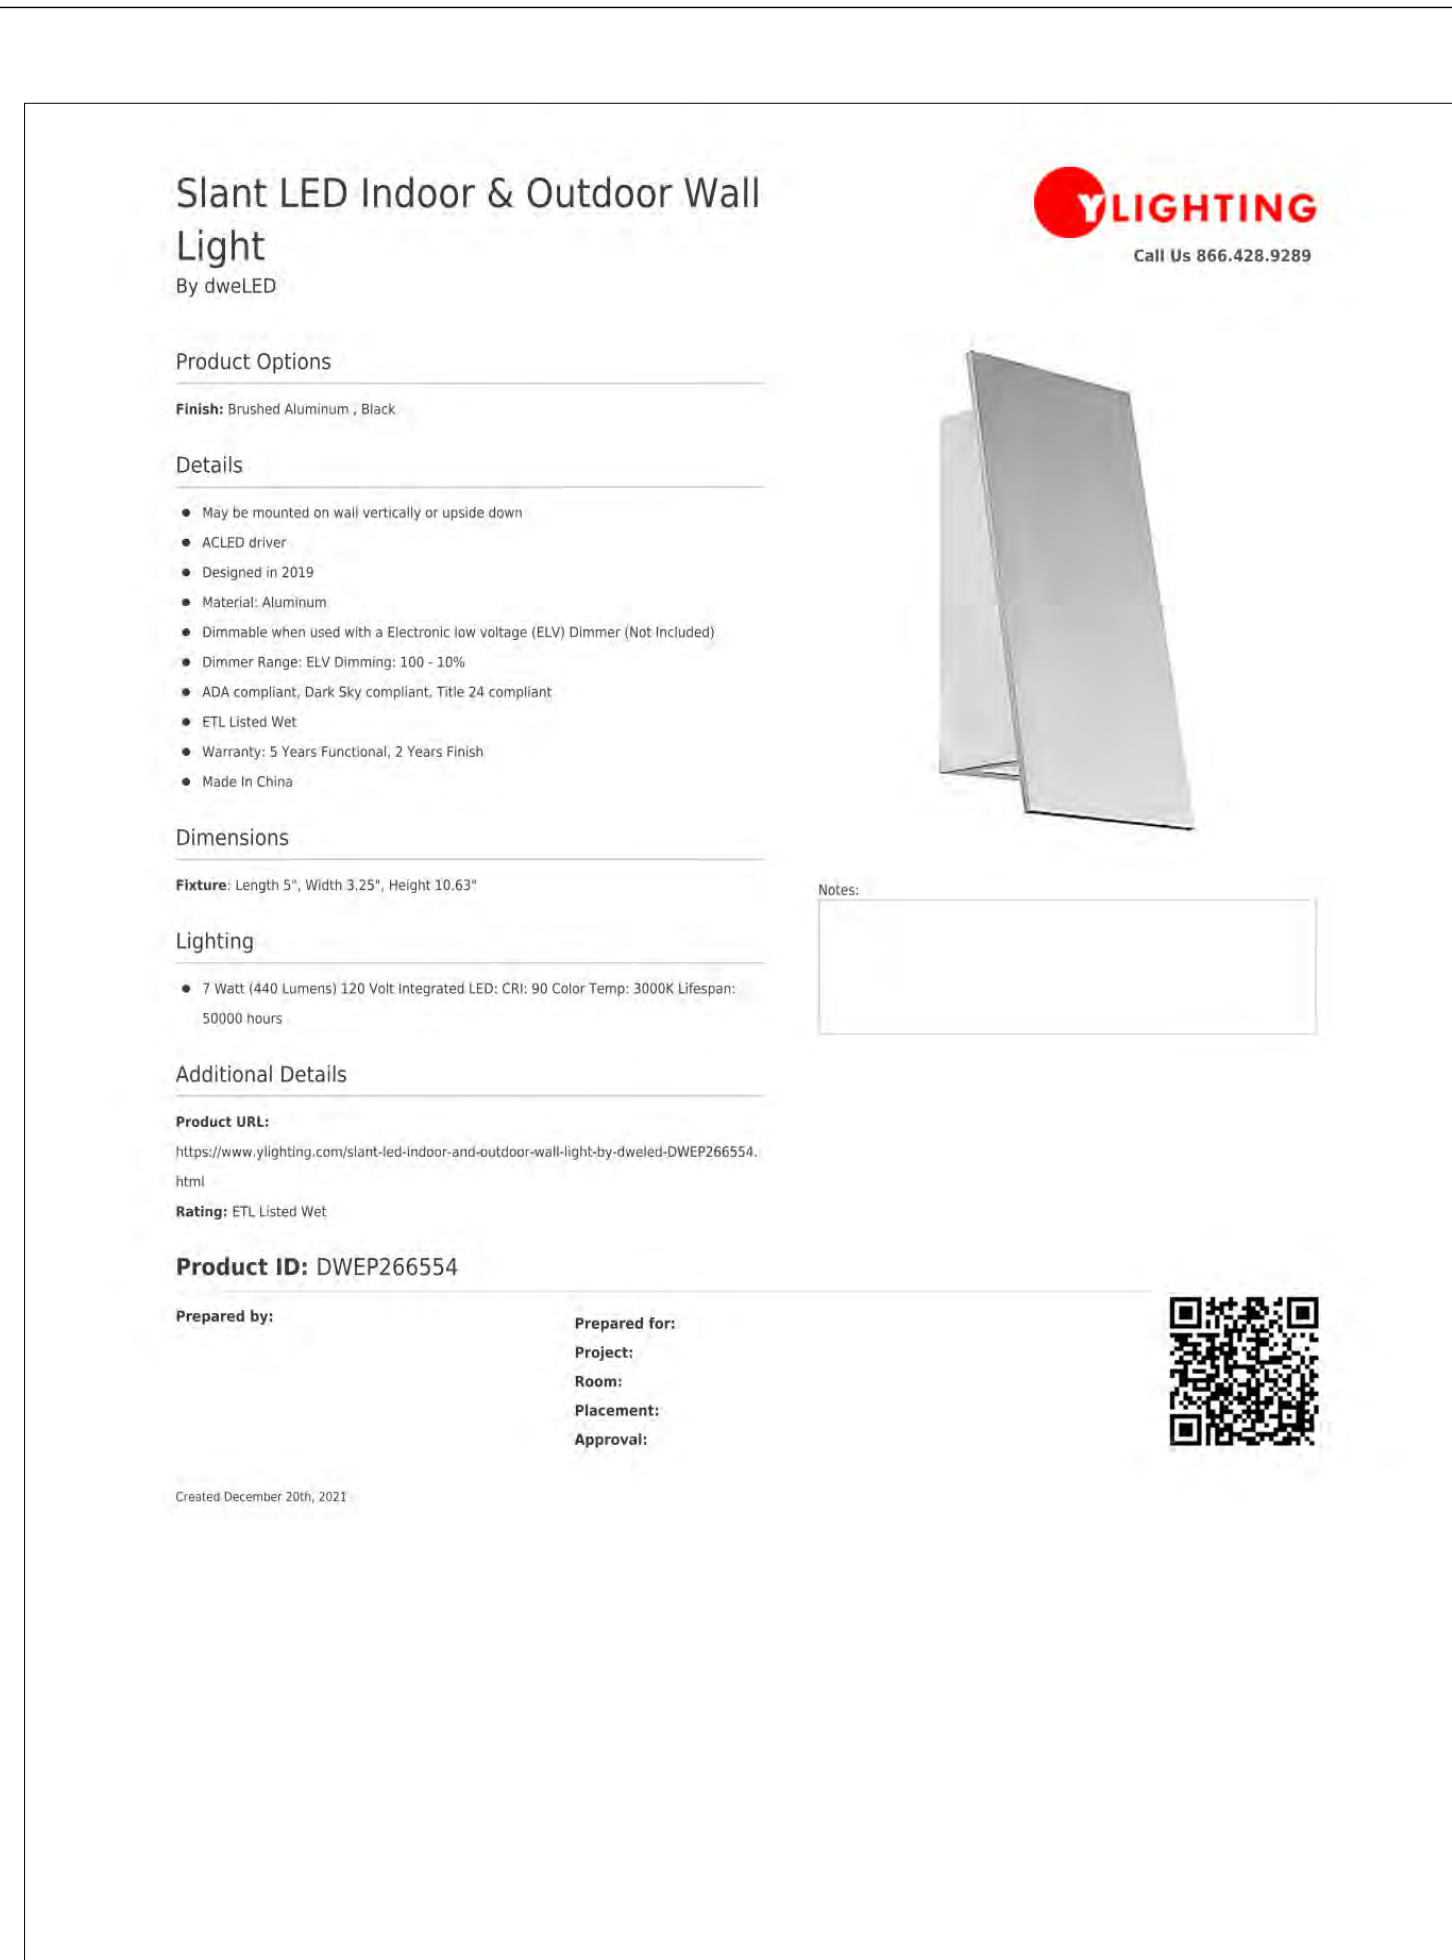 Slant LED Indoor & Outdoor Wall
Light
By dweLED
YLIGHTING
Call Us 866.428.9289
Product Options
Finish: Brushed Aluminum , Black
Details
● May be mounted on wall vertically or upside down
● ACLED driver
● Designed in 2019
● Material: Aluminum
● Dimmable when used with a Electronic low voltage (ELV) Dimmer (Not Included)
● Dimmer Range: ELV Dimming: 100 - 10%
● ADA compliant, Dark Sky compliant, Title 24 compliant
● ETL Listed Wet
● Warranty: 5 Years Functional, 2 Years Finish
● Made In China
Dimensions
Fixture: Length 5", Width 3.25", Height 10.63"
Notes:
Lighting
● 7 Watt (440 Lumens) 120 Volt Integrated LED: CRI: 90 Color Temp: 3000K Lifespan:
50000 hours
Additional Details
Product URL:
https://www.ylighting.com/slant-led-indoor-and-outdoor-wall-light-by-dweled-DWEP266554.
html
Rating: ETL Listed Wet
Product ID: DWEP266554
Prepared by:
Prepared for:
Project:
Room:
Placement:
Approval:
Created December 20th, 2021